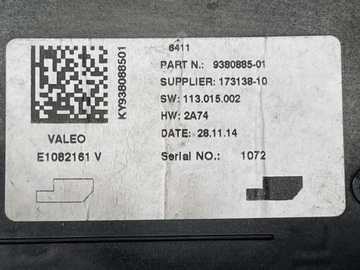 6411
PART N.: 9380885-01
SUPPLIER: 173138-10
SW: 113.015.002
HW: 2A74
DATE: 28.11.14
Serial NO.: 1072
KY938088501
VALEO
E1082161 V